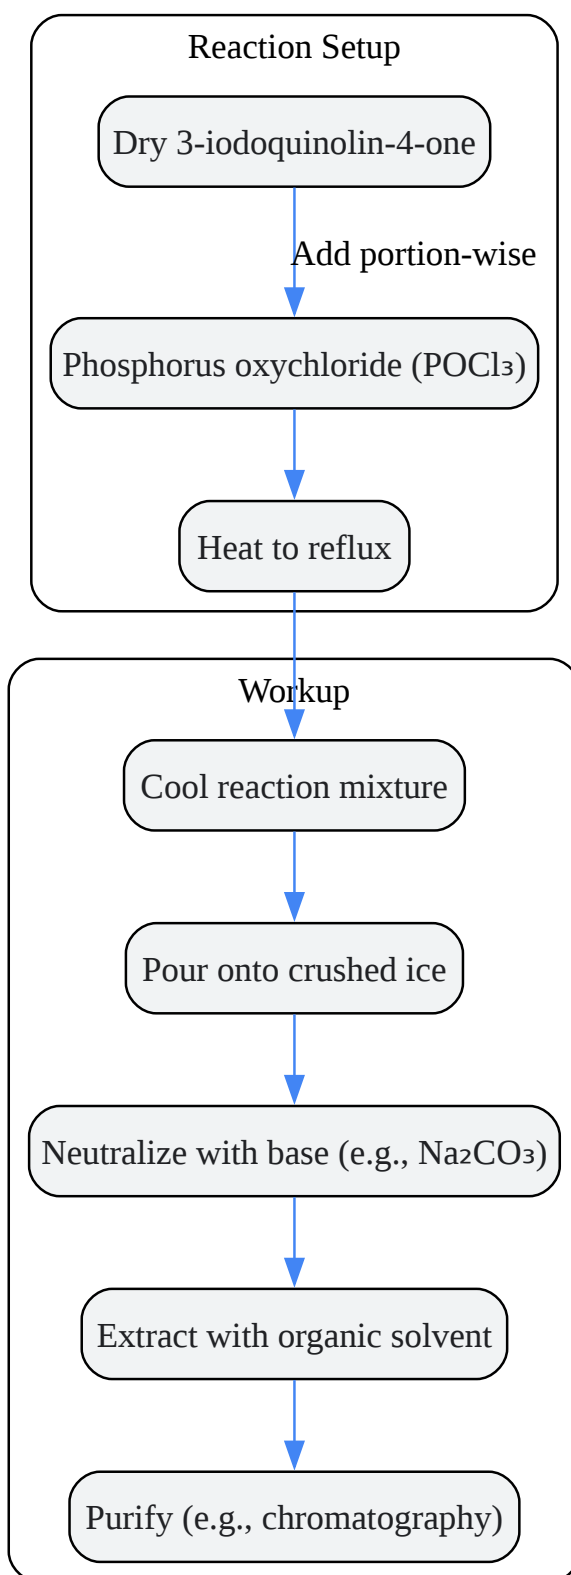 Reaction Setup
Dry 3-iodoquinolin-4-one
Add portion-wise
Phosphorus oxychloride (POCl₃)
Heat to reflux
Workup
Cool reaction mixture
Pour onto crushed ice
Neutralize with base (e.g., Na₂CO₃)
Extract with organic solvent
Purify (e.g., chromatography)